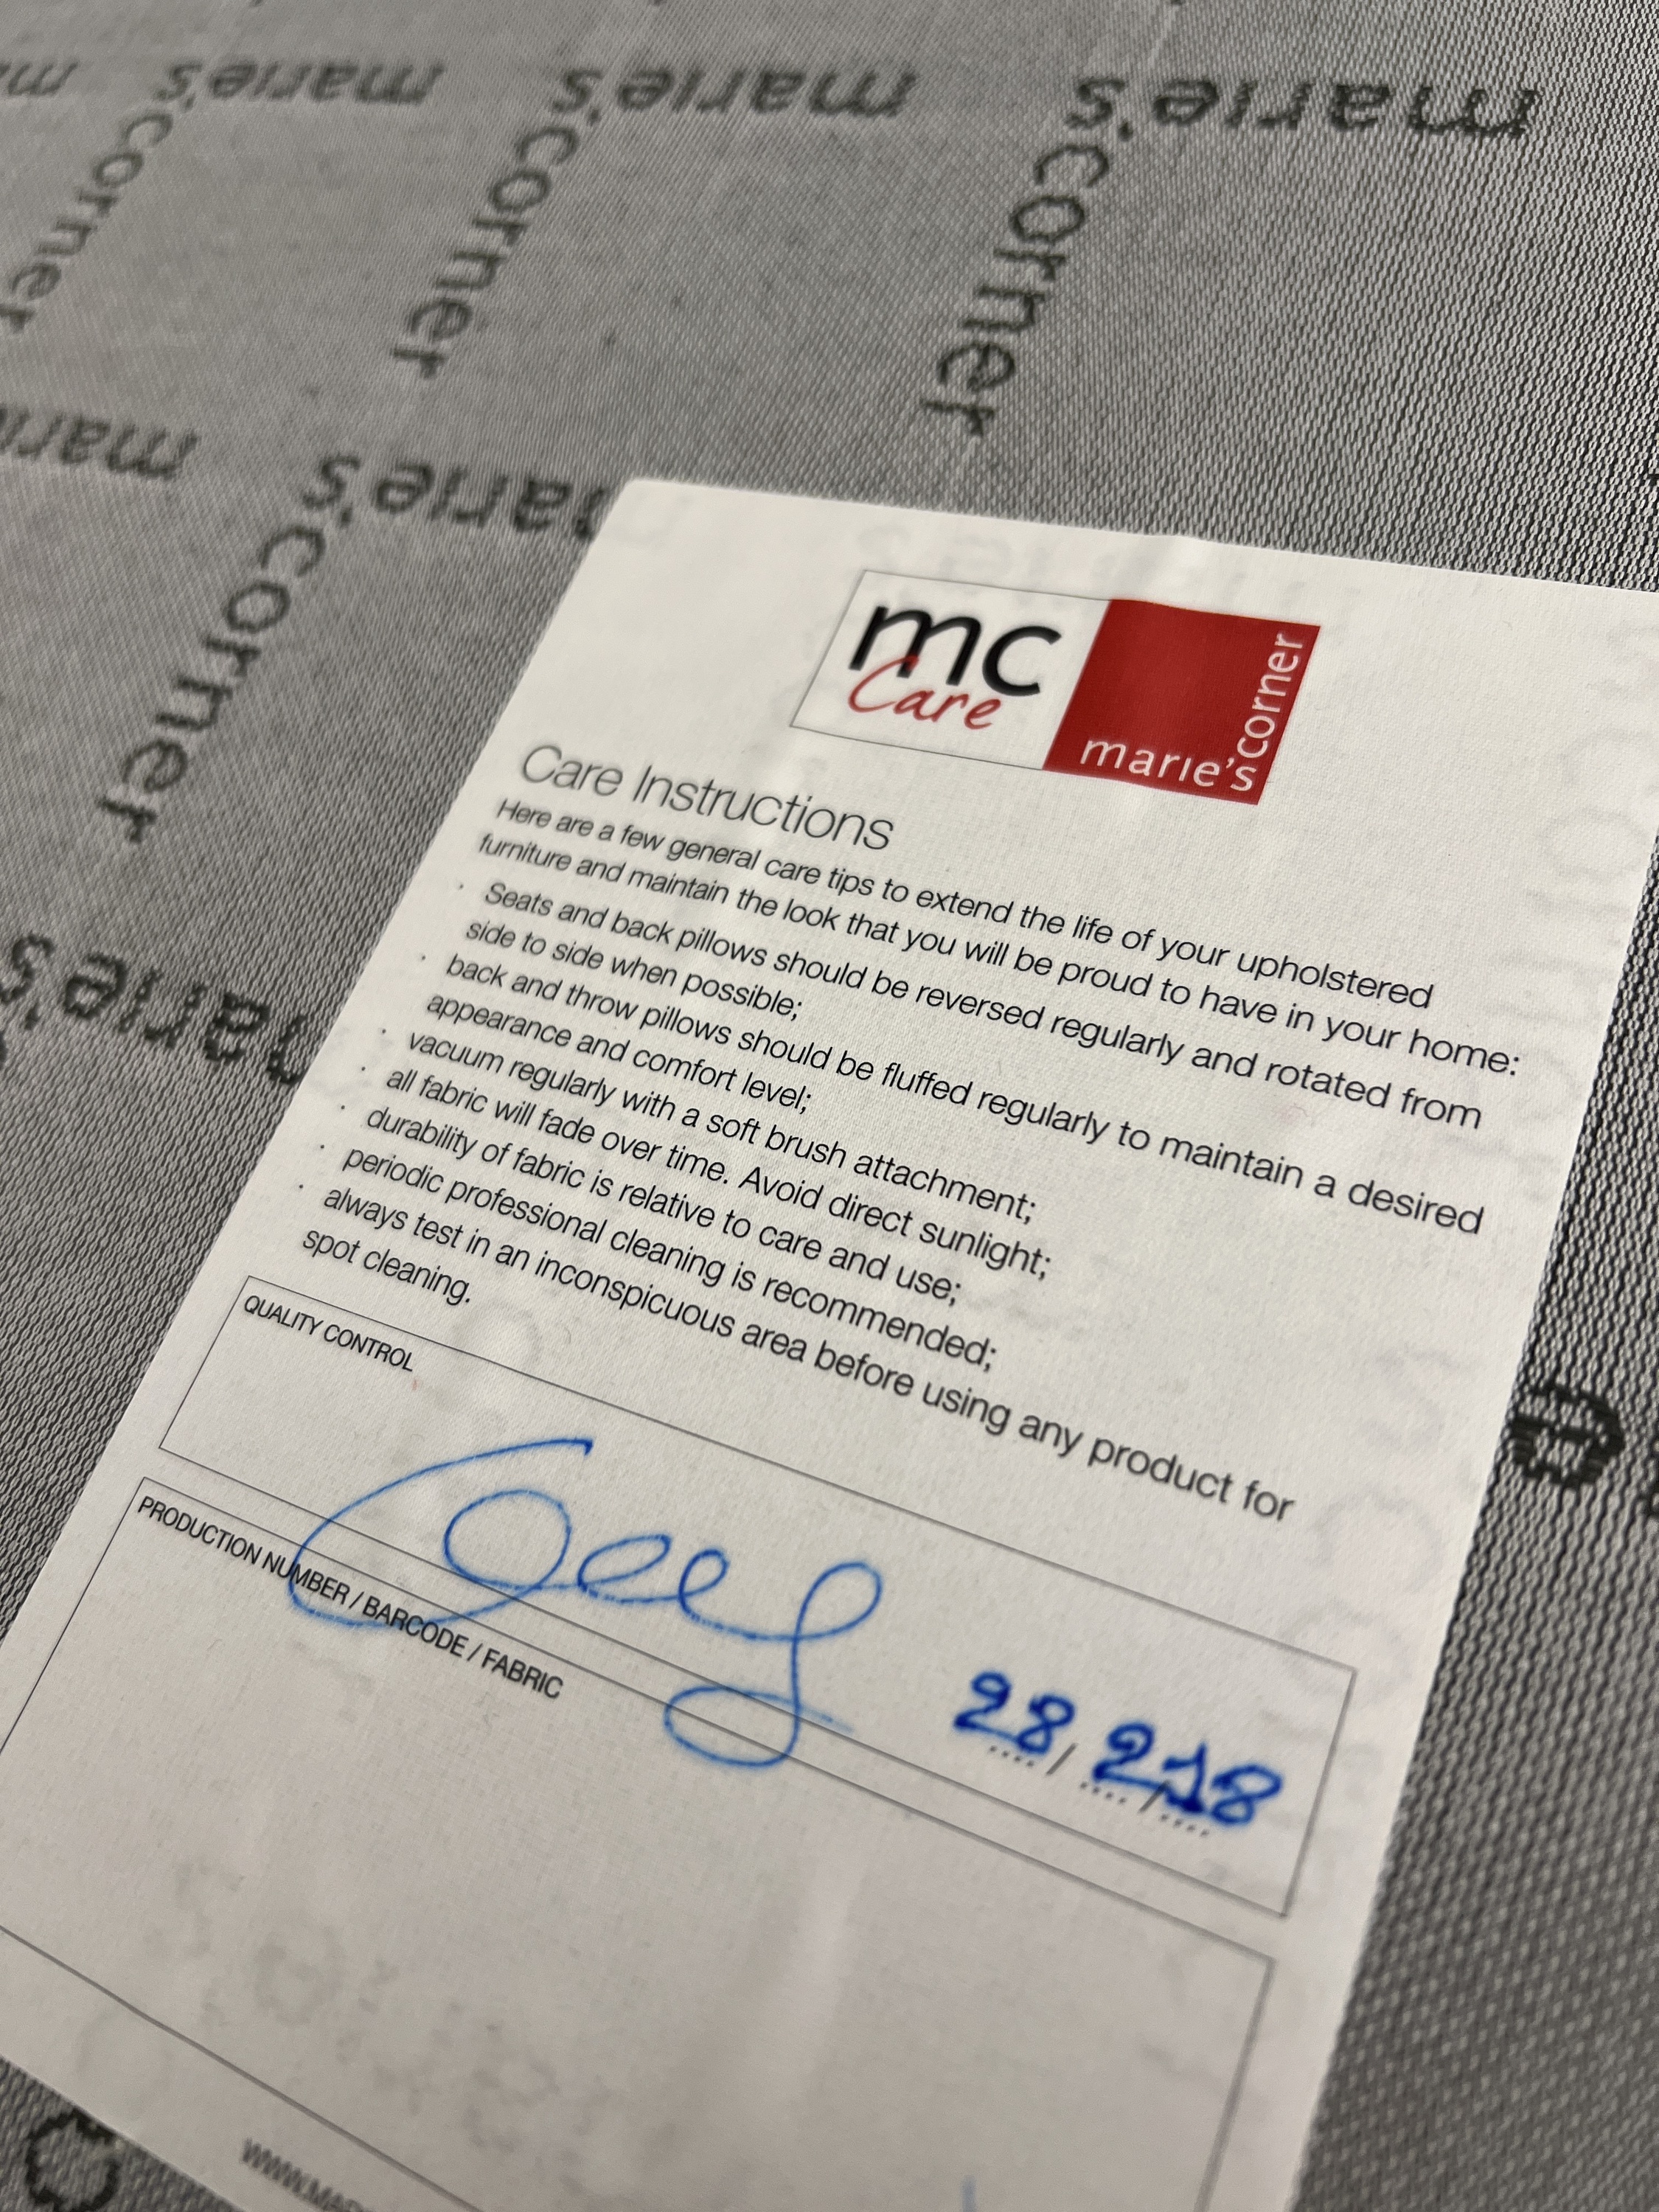 marie's
corner
marie's
corner
marie's
corner
marie's
corner
mc
Care
marie's
corner
Care Instructions
Here are a few general care tips to extend the life of your upholstered
furniture and maintain the look that you will be proud to have in your home:
· Seats and back pillows should be reversed regularly and rotated from
side to side when possible;
· back and throw pillows should be fluffed regularly to maintain a desired
appearance and comfort level;
· vacuum regularly with a soft brush attachment;
· all fabric will fade over time. Avoid direct sunlight;
· durability of fabric is relative to care and use;
· periodic professional cleaning is recommended;
· always test in an inconspicuous area before using any product for
spot cleaning.
QUALITY CONTROL
28/2/18
PRODUCTION NUMBER / BARCODE / FABRIC